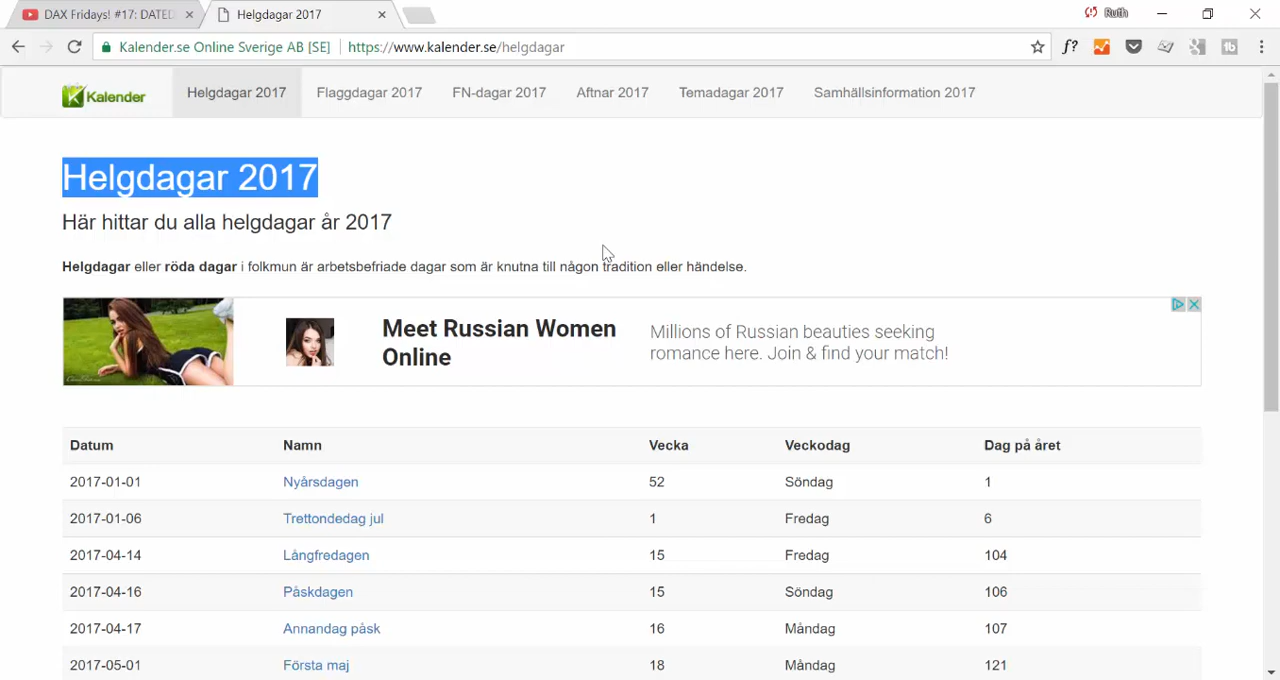 DAX Fridays! #17: DATED
Helgdagar 2017
Ruth
Kalender.se Online Sverige AB [SE]
https://www.kalender.se/helgdagar
f?
Kalender
Helgdagar 2017
Flaggdagar 2017
FN-dagar 2017
Aftnar 2017
Temadagar 2017
Samhällsinformation 2017
Helgdagar 2017
Här hittar du alla helgdagar år 2017
Helgdagar eller röda dagar i folkmun är arbetsbefriade dagar som är knutna till någon tradition eller händelse.
Meet Russian Women
Online
Millions of Russian beauties seeking
romance here. Join & find your match!
Datum Namn Vecka Veckodag Dag på året
2017-01-01 Nyårsdagen 52 Söndag 1
2017-01-06 Trettondedag jul 1 Fredag 6
2017-04-14 Långfredagen 15 Fredag 104
2017-04-16 Påskdagen 15 Söndag 106
2017-04-17 Annandag påsk 16 Måndag 107
2017-05-01 Första maj 18 Måndag 121